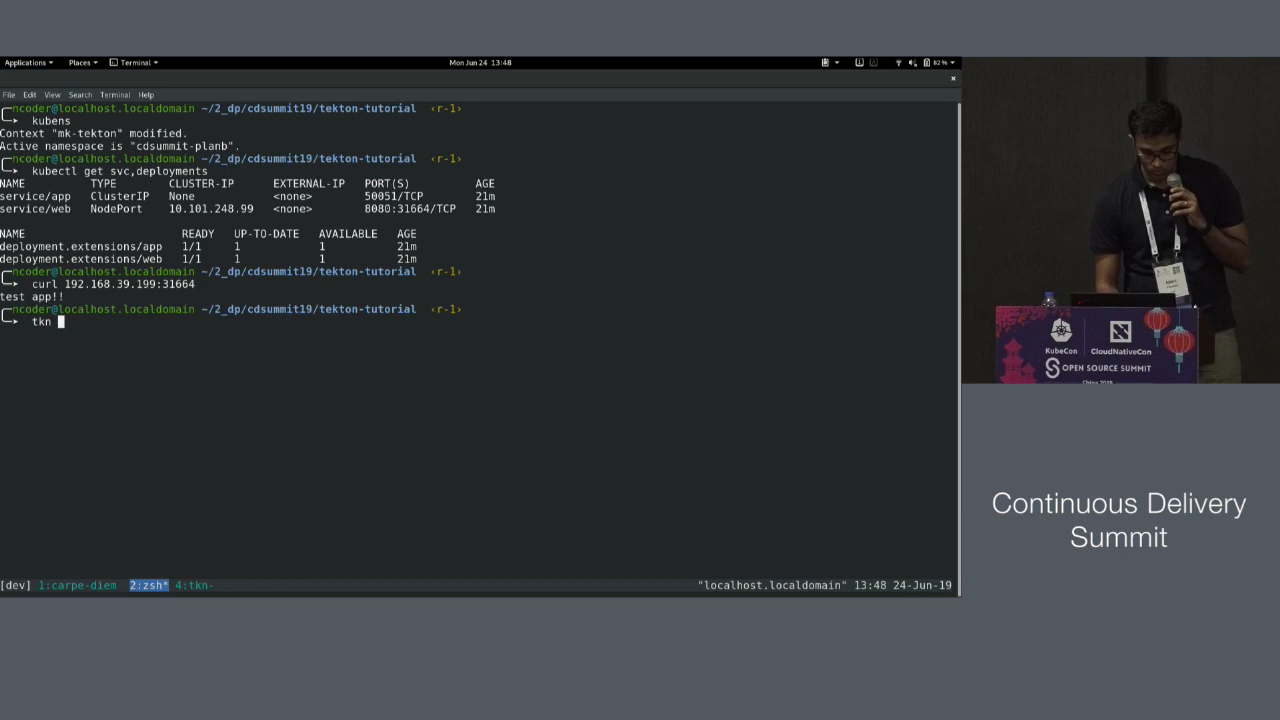 Applications Places Terminal Mon Jun 24 13:48 82 %
File Edit View Search Terminal Help
ncoder@localhost.localdomain ~/2_dp/cdsummit19/tekton-tutorial ‹r-1›
kubens
Context "mk-tekton" modified.
Active namespace is "cdsummit-planb".
ncoder@localhost.localdomain ~/2_dp/cdsummit19/tekton-tutorial ‹r-1›
kubectl get svc,deployments
NAME TYPE CLUSTER-IP EXTERNAL-IP PORT(S) AGE
service/app ClusterIP None <none> 50051/TCP 21m
service/web NodePort 10.101.248.99 <none> 8080:31664/TCP 21m
NAME READY UP-TO-DATE AVAILABLE AGE
deployment.extensions/app 1/1 1 1 21m
deployment.extensions/web 1/1 1 1 21m
ncoder@localhost.localdomain ~/2_dp/cdsummit19/tekton-tutorial ‹r-1›
curl 192.168.39.199:31664
test app!!
ncoder@localhost.localdomain ~/2_dp/cdsummit19/tekton-tutorial ‹r-1›
tkn
[dev] 1:carpe-diem 2:zsh* 4:tkn- "localhost.localdomain" 13:48 24-Jun-19
KubeCon CloudNativeCon
OPEN SOURCE SUMMIT
China 2019
Continuous Delivery
Summit